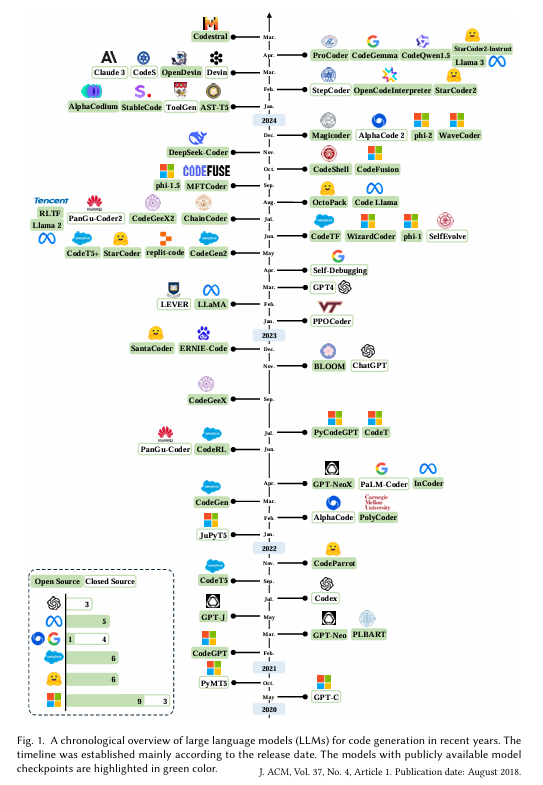 Codestral
Mar.
Apr.
ProCoder CodeGemma CodeQwen1.5
StarCoder2-Instruct
Llama 3
Claude 3 CodeS OpenDevin Devin
Mar.
Feb.
StepCoder OpenCodeInterpreter StarCoder2
AlphaCodium StableCode ToolGen AST-T5
Jan.
2024
Dec.
Magicoder AlphaCode 2 phi-2 WaveCoder
DeepSeek-Coder
Nov.
Oct.
CodeShell CodeFusion
CODEFUSE
phi-1.5 MFTCoder
Sep.
Aug.
OctoPack Code Llama
Tencent
RLTF
Llama 2
PanGu-Coder2 CodeGeeX2 ChainCoder
Jul.
Jun.
CodeTF WizardCoder phi-1 SelfEvolve
CodeT5+ StarCoder replit-code CodeGen2
May
Apr.
Self-Debugging
Mar.
GPT4
LEVER LLaMA
Feb.
Jan.
PPOCoder
2023
SantaCoder ERNIE-Code
Dec.
Nov.
BLOOM ChatGPT
CodeGeeX
Sep.
Jul.
PyCodeGPT CodeT
PanGu-Coder CodeRL
Jun.
Apr.
GPT-NeoX PaLM-Coder InCoder
CodeGen
Mar.
Feb.
Carnegie
Mellon
University
AlphaCode PolyCoder
JuPyT5
Jan.
2022
Nov.
CodeParrot
CodeT5
Sep.
Jul.
Codex
GPT-J
May
Mar.
GPT-Neo PLBART
CodeGPT
Feb.
2021
PyMT5
Oct.
May
GPT-C
2020
Open Source Closed Source
3
5
1 4
6
6
9 3
Fig. 1. A chronological overview of large language models (LLMs) for code generation in recent years. The
timeline was established mainly according to the release date. The models with publicly available model
checkpoints are highlighted in green color.
J. ACM, Vol. 37, No. 4, Article 1. Publication date: August 2018.